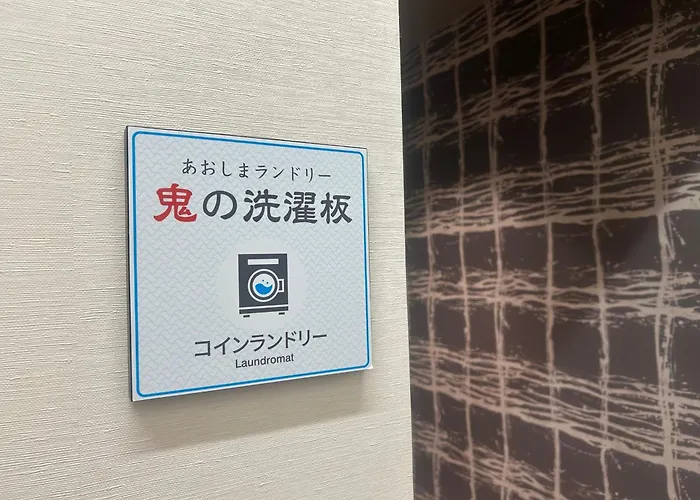 あおしまランドリー
鬼の洗濯板
コインランドリー
Laundromat